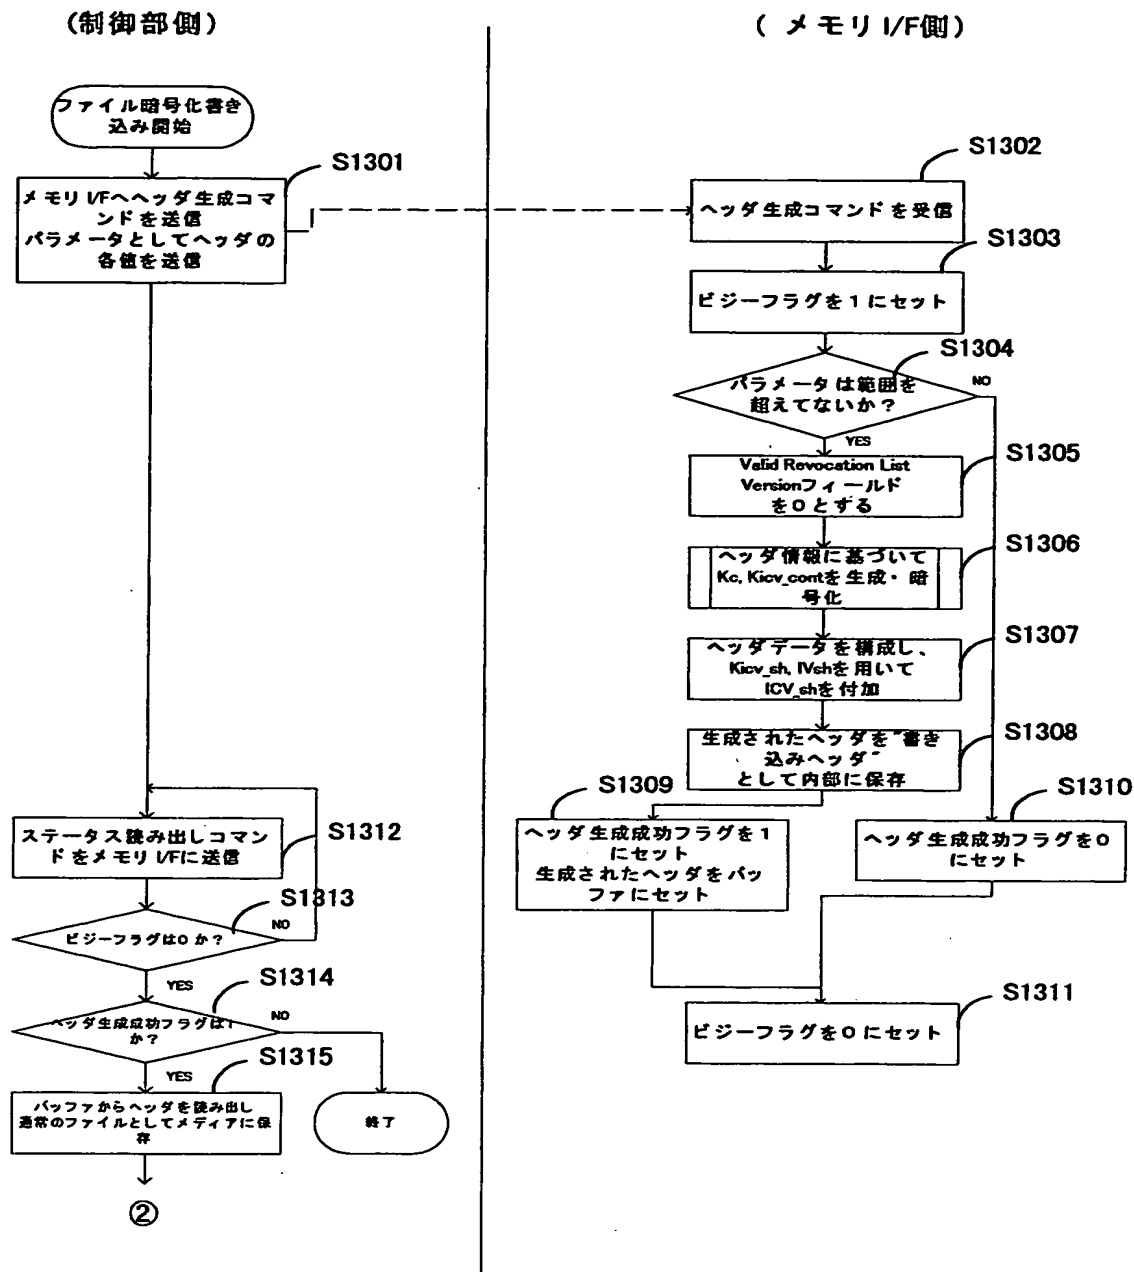 (制御部側)
(メモリI/F側)
ファイル暗号化書き
込み開始
S1301
メモリI/Fへヘッダ生成コマ
ンドを送信
パラメータとしてヘッダの
各値を送信
S1302
ヘッダ生成コマンドを受信
S1303
ビジーフラグを1にセット
S1304
パラメータは範囲を
超えてないか?
NO
YES
S1305
Valid Revocation List
Versionフィールド
を0とする
S1306
ヘッダ情報に基づいて
Kc, Kicv_contを生成・暗
号化
S1307
ヘッダデータを構成し、
Kicv_sh, IVshを用いて
ICV_shを付加
S1308
生成されたヘッダを"書き
込みヘッダ"
として内部に保存
S1309
ヘッダ生成成功フラグを1
にセット
生成されたヘッダをバッ
ファにセット
S1310
ヘッダ生成成功フラグを0
にセット
S1311
ビジーフラグを0にセット
S1312
ステータス読み出しコマン
ドをメモリI/Fに送信
S1313
ビジーフラグは0か?
NO
YES
S1314
ヘッダ生成成功フラグは1
か?
NO
YES
S1315
バッファからヘッダを読み出し
通常のファイルとしてメディアに保
存
終了
②